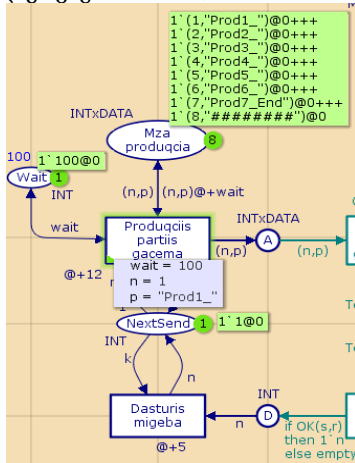 1`(1,"Prod1_")@0+++
1`(2,"Prod2_")@0+++
1`(3,"Prod3_")@0+++
1`(4,"Prod4_")@0+++
1`(5,"Prod5_")@0+++
1`(6,"Prod6_")@0+++
1`(7,"Prod7_End")@0+++
1`(8,"########")@0
INTxDATA
Mza
produqcia
8
100
1`100@0
Wait
1
INT
(n,p)
(n,p)@+wait
wait
Produqciis
partiis
gacema
INTxDATA
A
(n,p)
(n,p)
@+12
wait = 100
n = 1
p = "Prod1_"
NextSend
1
1`1@0
INT
k
n
Dasturis
migeba
@+5
n
INT
D
if OK(s,r)
then 1`n
else empty